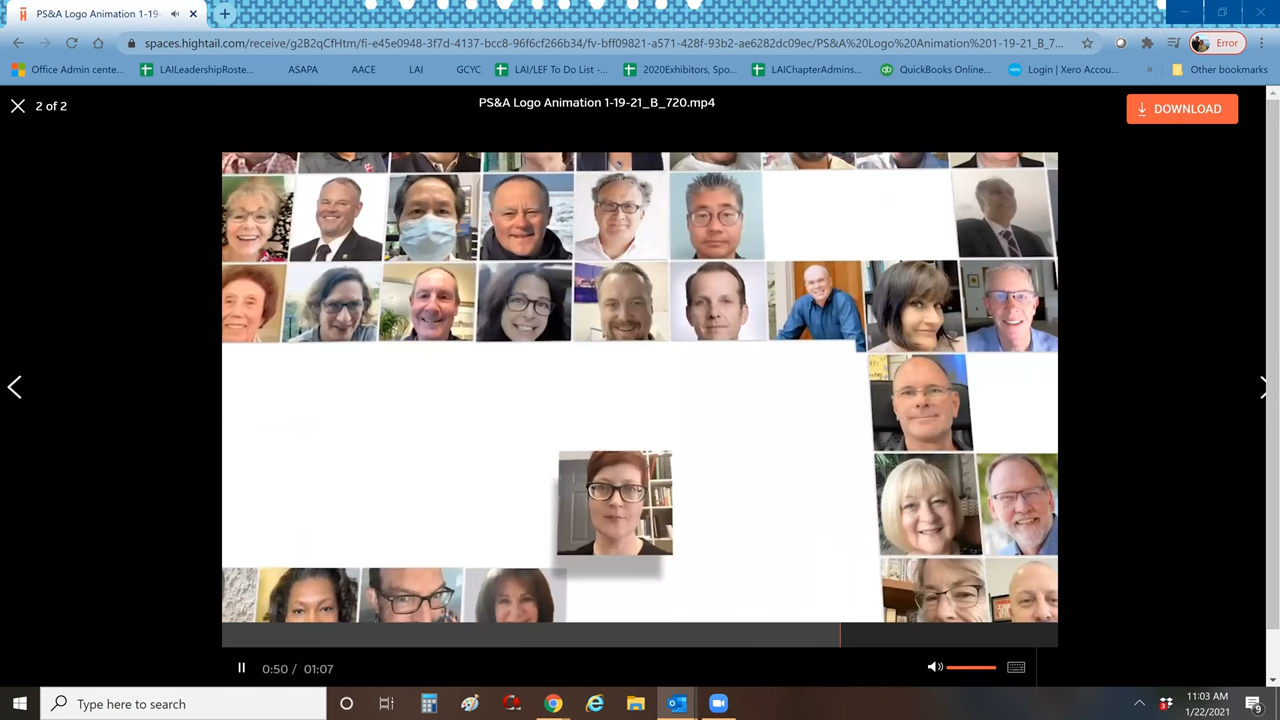 PS&A Logo Animation 1-19-
spaces.hightail.com/receive/g2B2qCfHtm/fi-e45e0948-3f7d-4137-bcc8-96f6cf266b34/fv-bff09821-a571-428f-93b2-ae6282dc09ec/PS&A%20Logo%20Animation%201-19-21_B_7...
Error
Office Admin cente...
LAILeadershipRoste...
ASAPA
AACE
LAI
GCYC
LAI/LEF To Do List -...
2020Exhibitors, Spo...
LAIChapterAdmins...
QuickBooks Online...
Login | Xero Accou...
»
Other bookmarks
2 of 2
PS&A Logo Animation 1-19-21_B_720.mp4
DOWNLOAD
0:50 / 01:07
Type here to search
11:03 AM
1/22/2021
9